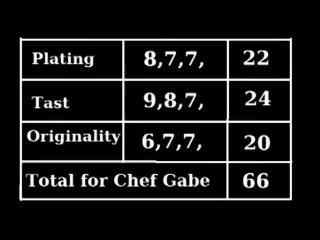 Plating 8,7,7, 22
Tast 9,8,7, 24
Originality 6,7,7, 20
Total for Chef Gabe 66